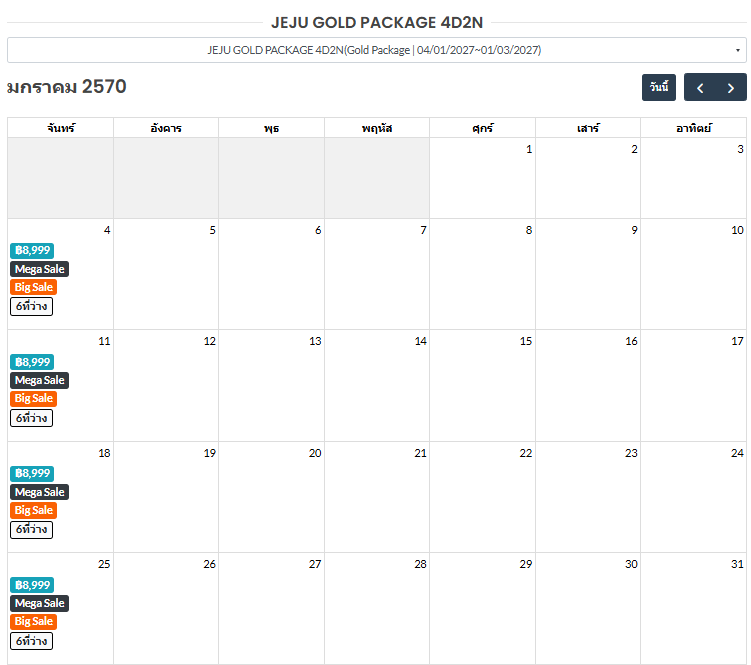 JEJU GOLD PACKAGE 4D2N
JEJU GOLD PACKAGE 4D2N(Gold Package | 04/01/2027~01/03/2027)
มกราคม 2570
วันนี้
จันทร์ อังคาร พุธ พฤหัส ศุกร์ เสาร์ อาทิตย์
1 2 3
4 5 6 7 8 9 10
฿8,999
Mega Sale
Big Sale
6ที่ว่าง
11 12 13 14 15 16 17
฿8,999
Mega Sale
Big Sale
6ที่ว่าง
18 19 20 21 22 23 24
฿8,999
Mega Sale
Big Sale
6ที่ว่าง
25 26 27 28 29 30 31
฿8,999
Mega Sale
Big Sale
6ที่ว่าง